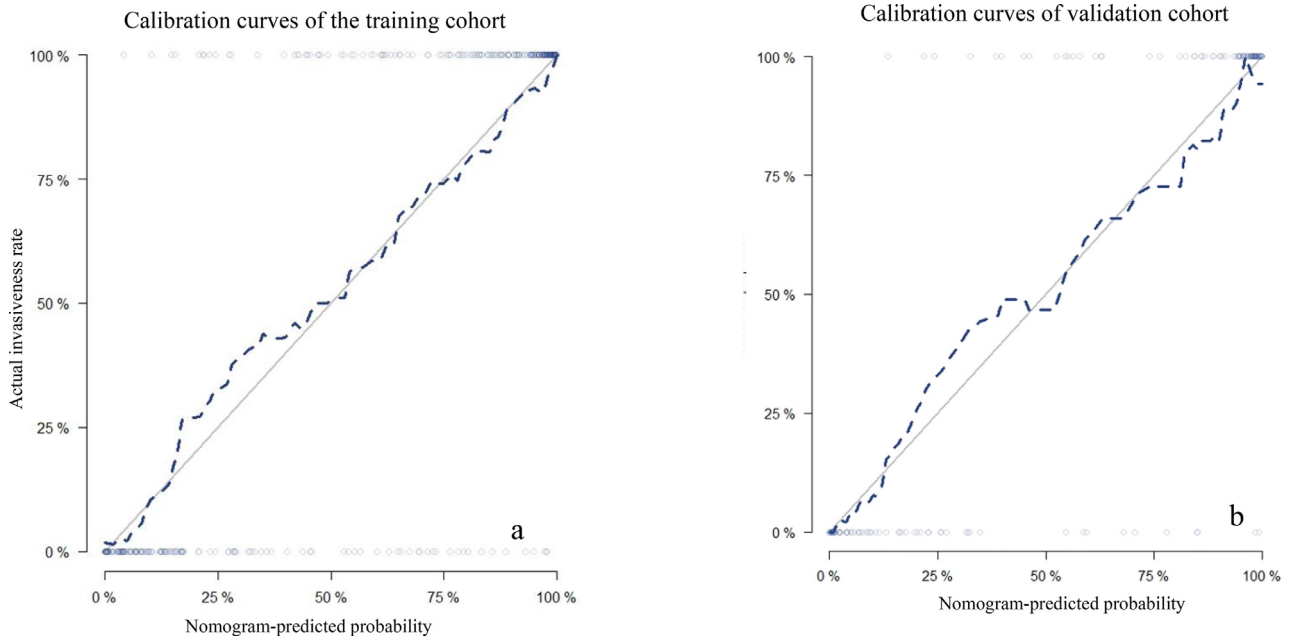 Calibration curves of the training cohort
100 %
75 %
50 %
25 %
0 %
Actual invasiveness rate
0 %
25 %
50 %
75 %
100 %
Nomogram-predicted probability
a
Calibration curves of validation cohort
100 %
75 %
50 %
25 %
0 %
0 %
25 %
50 %
75 %
100 %
Nomogram-predicted probability
b